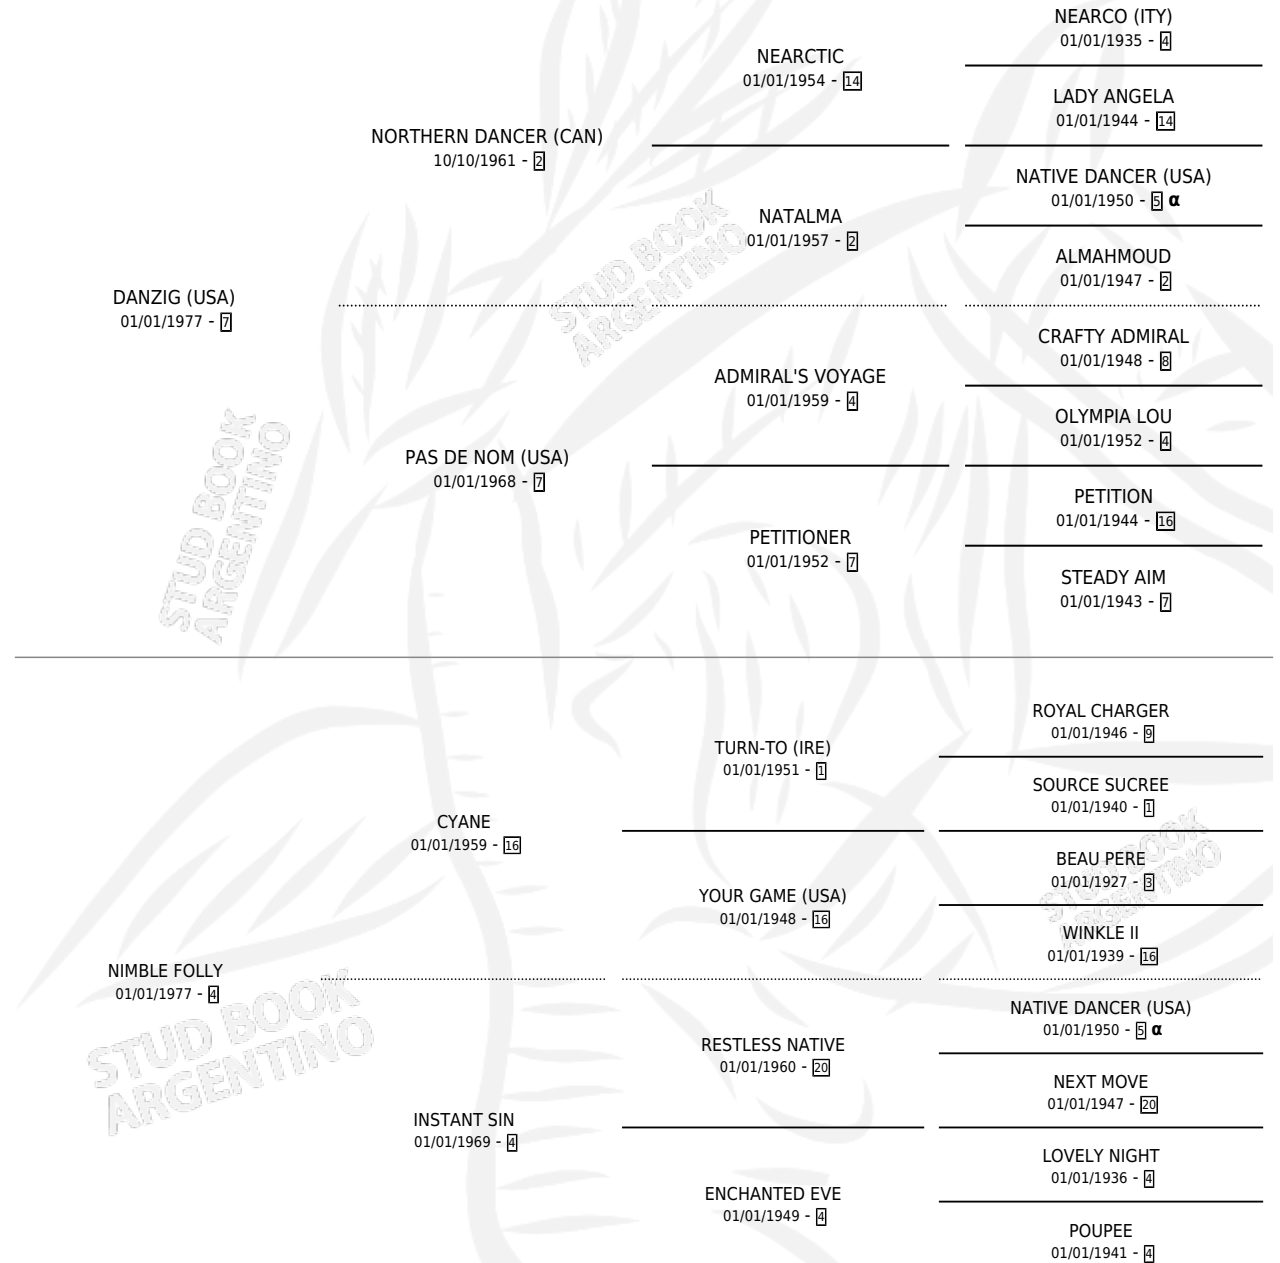 NEARCO (ITY)
01/01/1935 - 4
NEARCTIC
01/01/1954 - 14
LADY ANGELA
01/01/1944 - 14
NORTHERN DANCER (CAN)
10/10/1961 - 2
NATIVE DANCER (USA)
01/01/1950 - 5 α
NATALMA
01/01/1957 - 2
ALMAHMOUD
01/01/1947 - 2
DANZIG (USA)
01/01/1977 - 7
CRAFTY ADMIRAL
01/01/1948 - 8
ADMIRAL'S VOYAGE
01/01/1959 - 4
OLYMPIA LOU
01/01/1952 - 4
PAS DE NOM (USA)
01/01/1968 - 7
PETITION
01/01/1944 - 16
PETITIONER
01/01/1952 - 7
STEADY AIM
01/01/1943 - 7
STUD BOOK
ARGENTINO
STUD BOOK
ARGENTINO
ROYAL CHARGER
01/01/1946 - 9
TURN-TO (IRE)
01/01/1951 - 1
SOURCE SUCREE
01/01/1940 - 1
CYANE
01/01/1959 - 16
BEAU PERE
01/01/1927 - 3
YOUR GAME (USA)
01/01/1948 - 16
WINKLE II
01/01/1939 - 16
NIMBLE FOLLY
01/01/1977 - 4
NATIVE DANCER (USA)
01/01/1950 - 5 α
RESTLESS NATIVE
01/01/1960 - 20
NEXT MOVE
01/01/1947 - 20
INSTANT SIN
01/01/1969 - 4
LOVELY NIGHT
01/01/1936 - 4
ENCHANTED EVE
01/01/1949 - 4
POUPEE
01/01/1941 - 4
STUD BOOK
ARGENTINO
STUD BOOK
ARGENTINO